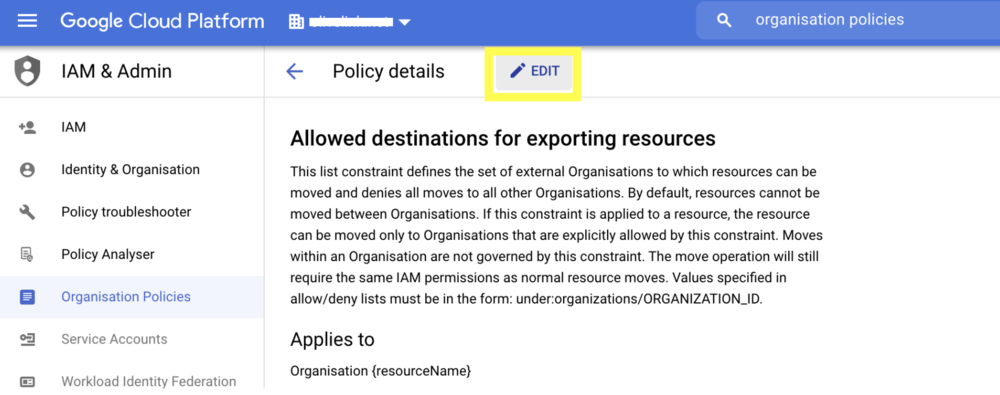 Google Cloud Platform
organisation policies
IAM & Admin
Policy details
EDIT
IAM
Identity & Organisation
Policy troubleshooter
Policy Analyser
Organisation Policies
Service Accounts
Workload Identity Federation
Allowed destinations for exporting resources
This list constraint defines the set of external Organisations to which resources can be
moved and denies all moves to all other Organisations. By default, resources cannot be
moved between Organisations. If this constraint is applied to a resource, the resource
can be moved only to Organisations that are explicitly allowed by this constraint. Moves
within an Organisation are not governed by this constraint. The move operation will still
require the same IAM permissions as normal resource moves. Values specified in
allow/deny lists must be in the form: under:organizations/ORGANIZATION_ID.
Applies to
Organisation {resourceName}